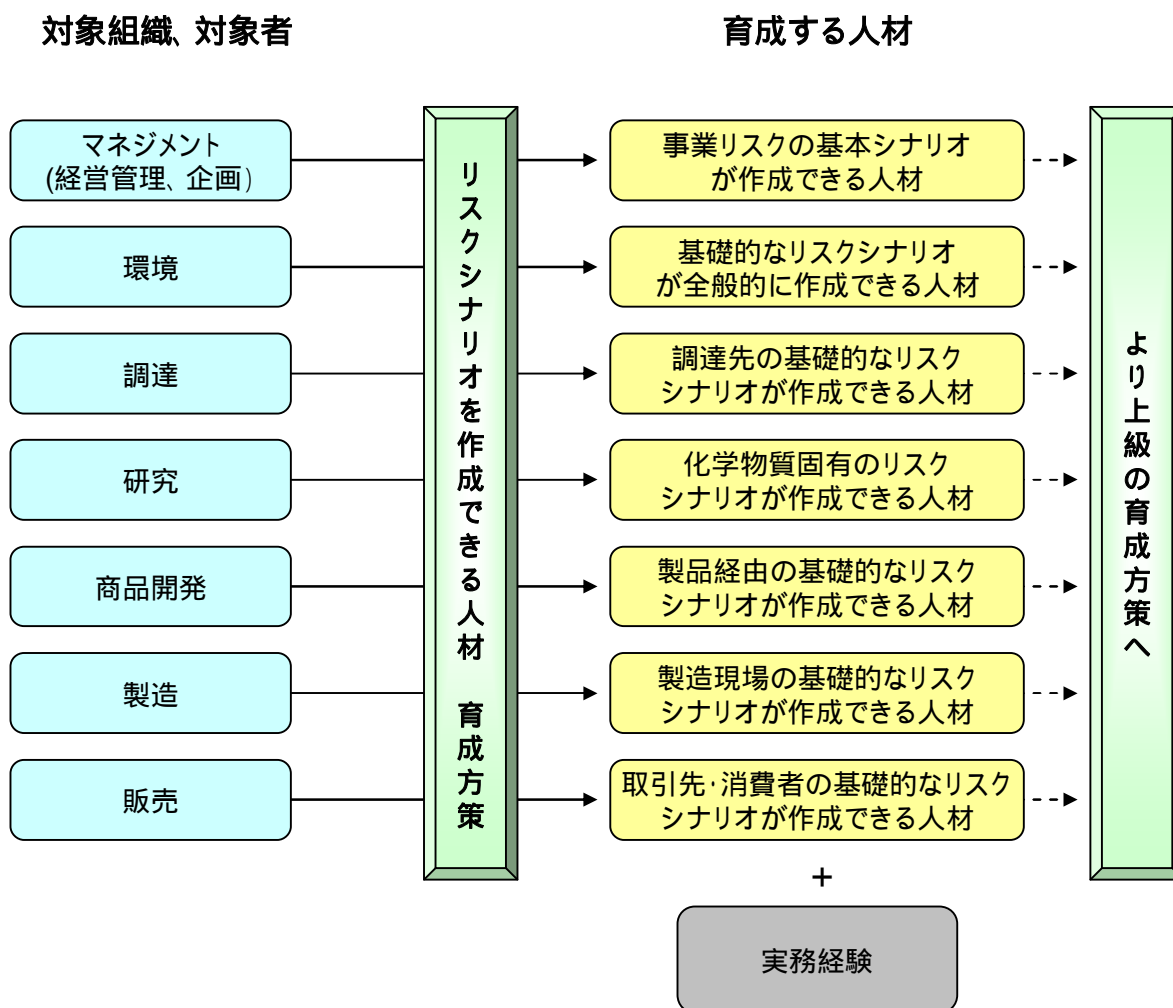 対象組織、対象者
育成する人材
マネジメント
(経営管理、企画)
環境
調達
研究
商品開発
製造
販売
リスクシナリオを作成できる人材　育成方策
事業リスクの基本シナリオ
が作成できる人材
基礎的なリスクシナリオ
が全般的に作成できる人材
調達先の基礎的なリスク
シナリオが作成できる人材
化学物質固有のリスク
シナリオが作成できる人材
製品経由の基礎的なリスク
シナリオが作成できる人材
製造現場の基礎的なリスク
シナリオが作成できる人材
取引先・消費者の基礎的なリスク
シナリオが作成できる人材
+
実務経験
より上級の育成方策へ